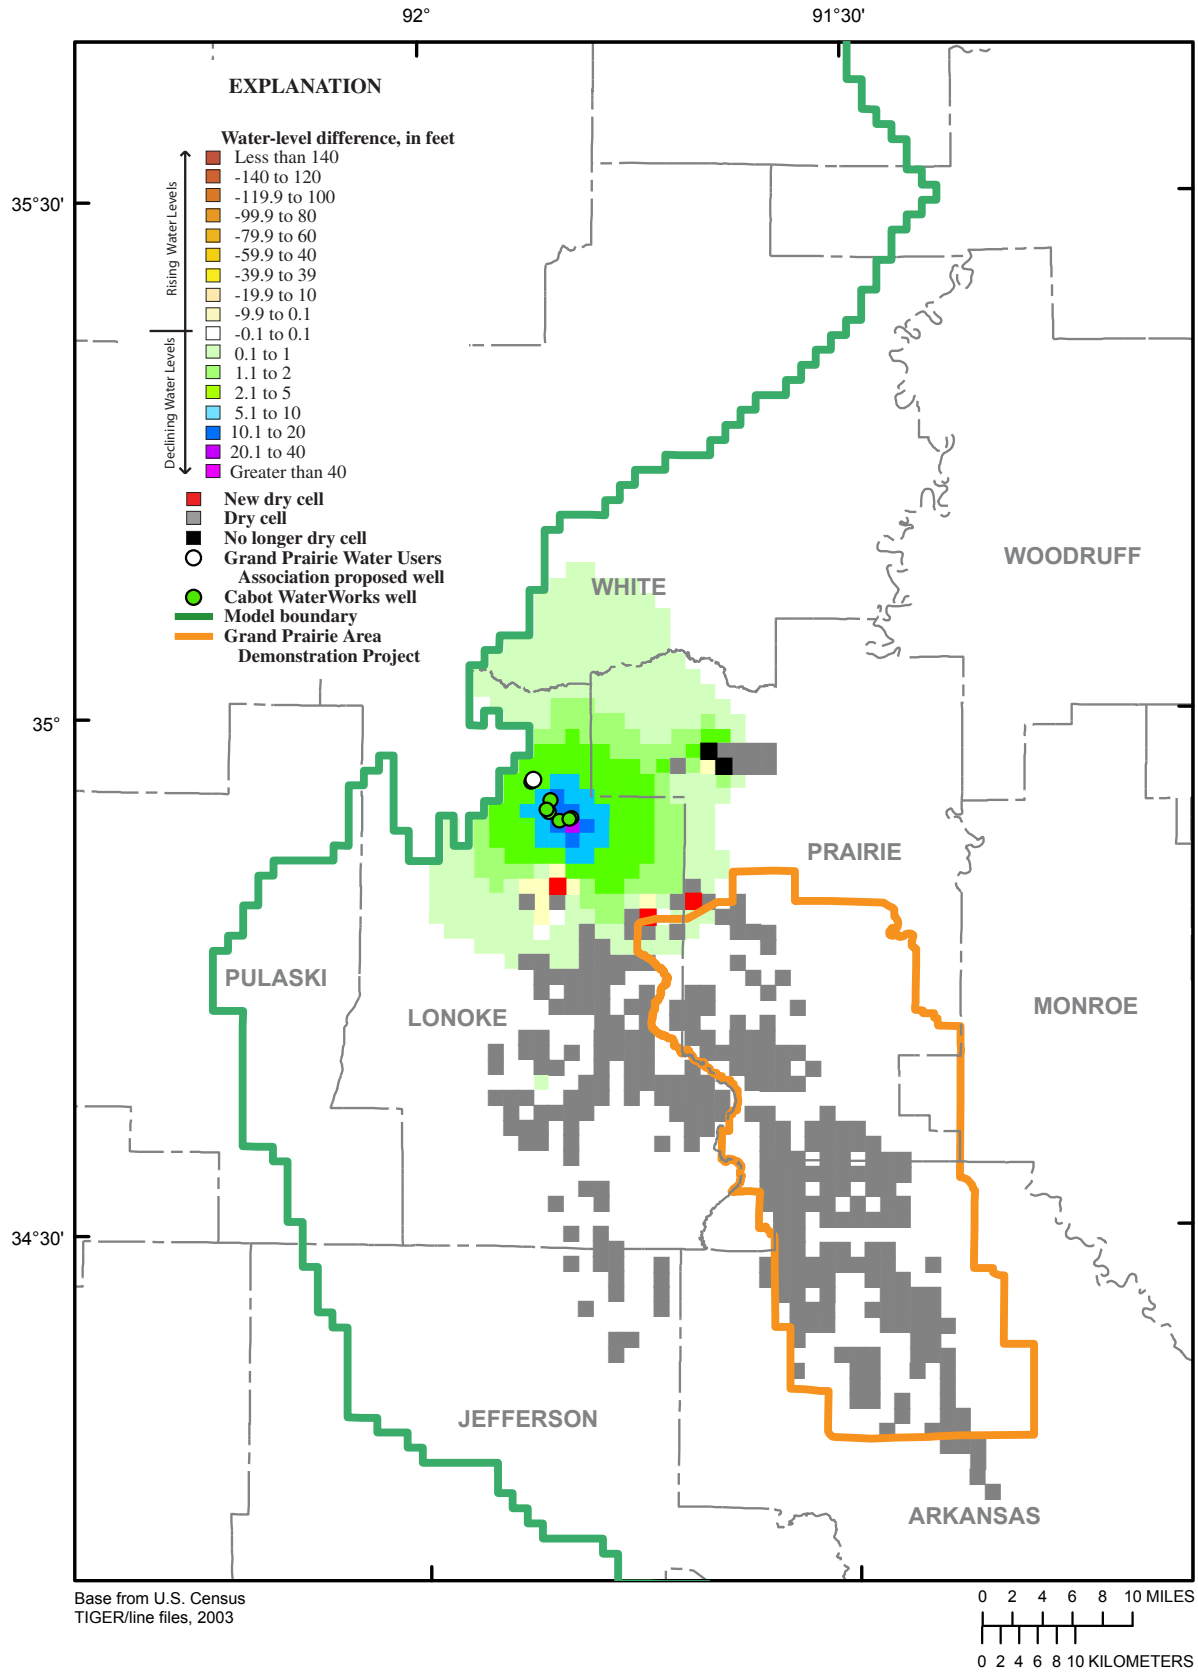 92°
91°30'
EXPLANATION
Water-level difference, in feet
Less than 140
-140 to 120
-119.9 to 100
-99.9 to 80
-79.9 to 60
-59.9 to 40
-39.9 to 39
-19.9 to 10
-9.9 to 0.1
-0.1 to 0.1
0.1 to 1
1.1 to 2
2.1 to 5
5.1 to 10
10.1 to 20
20.1 to 40
Greater than 40
Rising Water Levels
Declining Water Levels
New dry cell
Dry cell
No longer dry cell
Grand Prairie Water Users
Association proposed well
Cabot WaterWorks well
Model boundary
Grand Prairie Area
Demonstration Project
35°30'
35°
34°30'
WOODRUFF
WHITE
PRAIRIE
PULASKI
LONOKE
MONROE
JEFFERSON
ARKANSAS
Base from U.S. Census
TIGER/line files, 2003
0 2 4 6 8 10 MILES
0 2 4 6 8 10 KILOMETERS